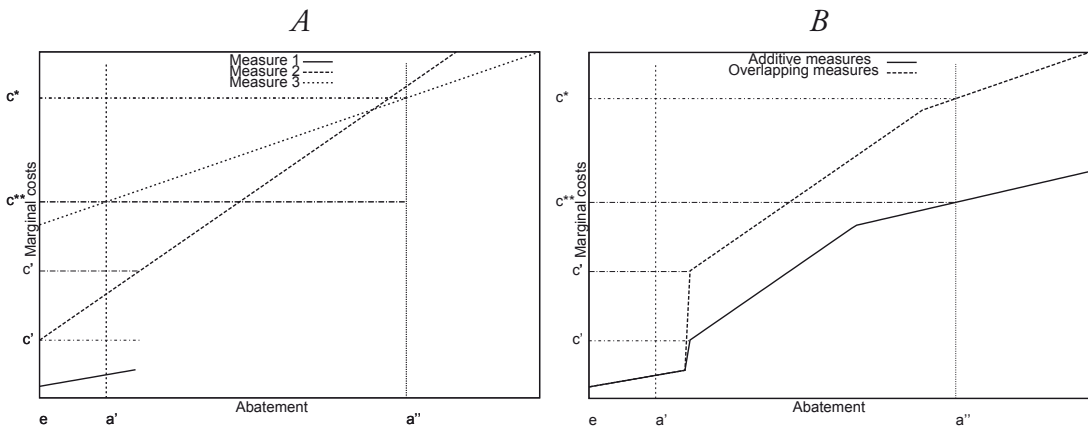 A
Measure 1
Measure 2
Measure 3
c*
c**
c'
c'
Marginal costs
Abatement
e
a'
a''
B
Additive measures
Overlapping measures
c*
c**
c'
c'
Marginal costs
Abatement
e
a'
a''